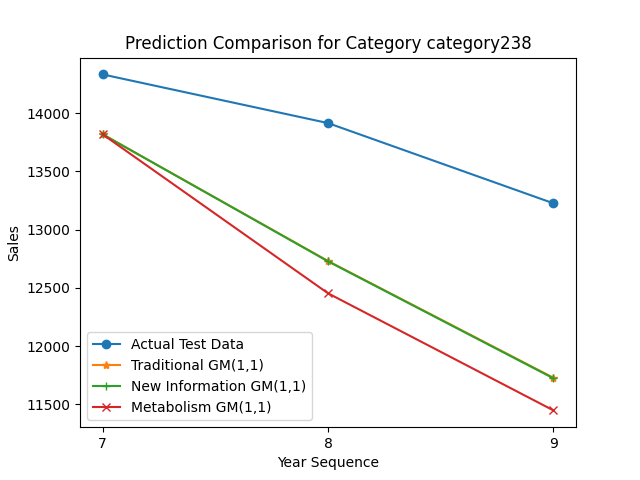 Prediction Comparison for Category category238
Sales
14000
13500
13000
12500
12000
11500
Actual Test Data
Traditional GM(1,1)
New Information GM(1,1)
Metabolism GM(1,1)
7
8
9
Year Sequence